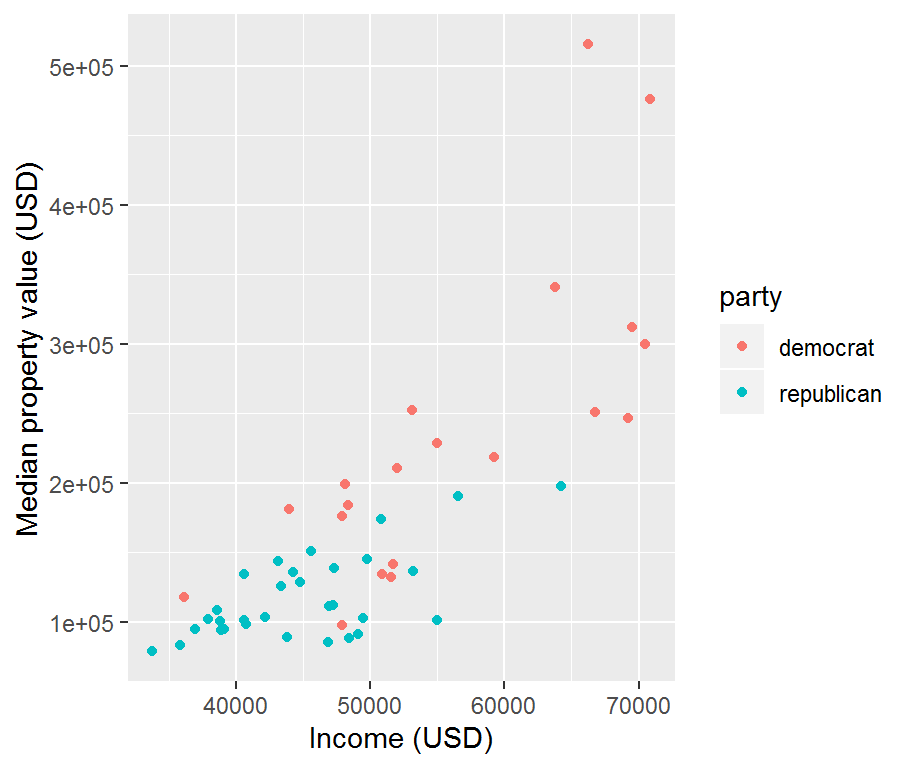 5e+05
4e+05
3e+05
2e+05
1e+05
Median property value (USD)
40000 50000 60000 70000
Income (USD)
party
democrat
republican